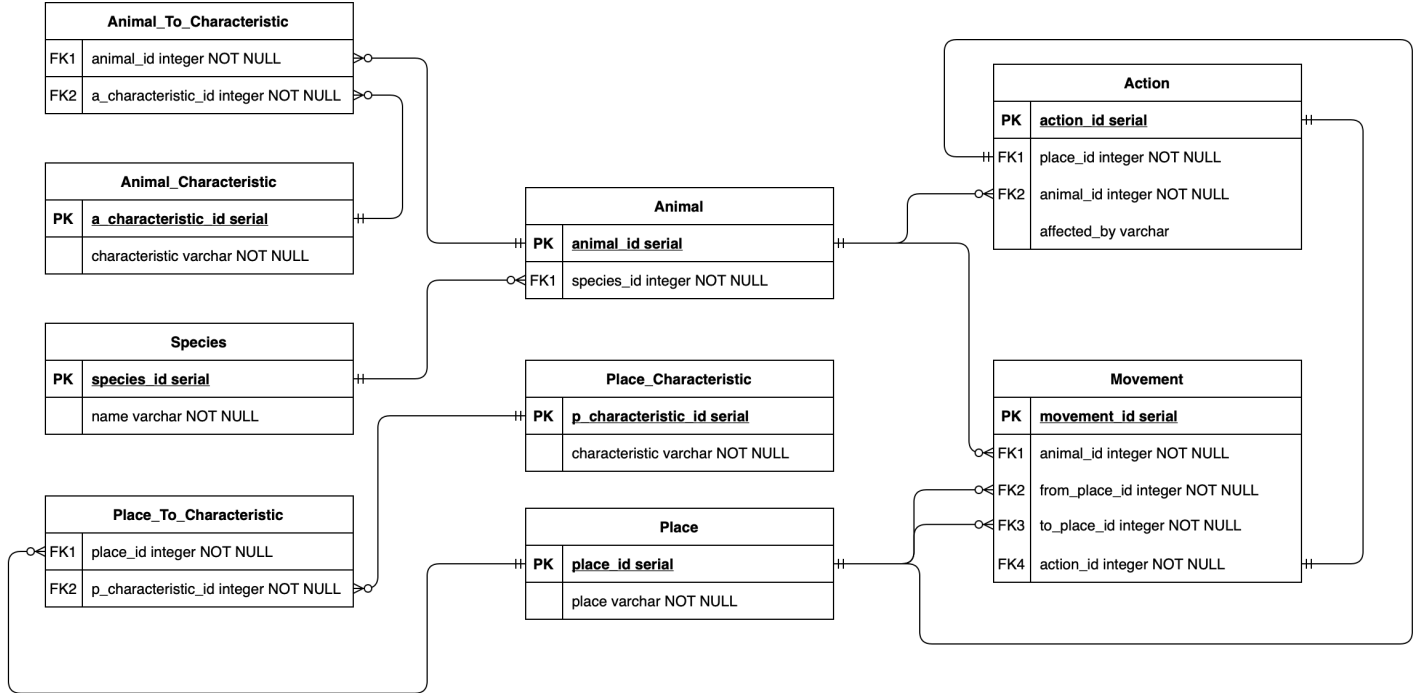 Animal_To_Characteristic
FK1 animal_id integer NOT NULL
FK2 a_characteristic_id integer NOT NULL
Animal_Characteristic
PK a_characteristic_id serial
characteristic varchar NOT NULL
Species
PK species_id serial
name varchar NOT NULL
Place_To_Characteristic
FK1 place_id integer NOT NULL
FK2 p_characteristic_id integer NOT NULL
Animal
PK animal_id serial
FK1 species_id integer NOT NULL
Place_Characteristic
PK p_characteristic_id serial
characteristic varchar NOT NULL
Place
PK place_id serial
place varchar NOT NULL
Action
PK action_id serial
FK1 place_id integer NOT NULL
FK2 animal_id integer NOT NULL
affected_by varchar
Movement
PK movement_id serial
FK1 animal_id integer NOT NULL
FK2 from_place_id integer NOT NULL
FK3 to_place_id integer NOT NULL
FK4 action_id integer NOT NULL